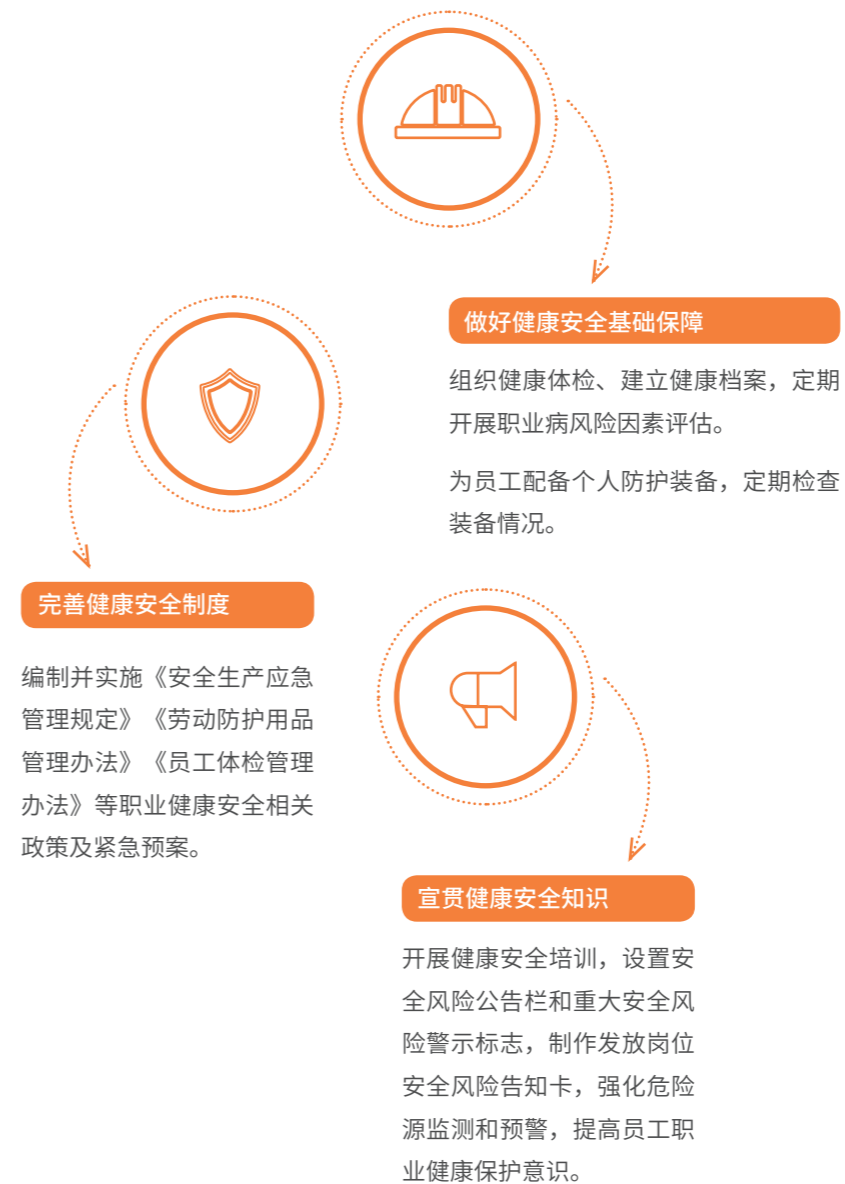 做好健康安全基础保障
组织健康体检、建立健康档案，定期
开展职业病风险因素评估。
为员工配备个人防护装备，定期检查
装备情况。
完善健康安全制度
编制并实施《安全生产应急
管理规定》《劳动防护用品
管理办法》《员工体检管理
办法》等职业健康安全相关
政策及紧急预案。
宣贯健康安全知识
开展健康安全培训，设置安
全风险公告栏和重大安全风
险警示标志，制作发放岗位
安全风险告知卡，强化危险
源监测和预警，提高员工职
业健康保护意识。